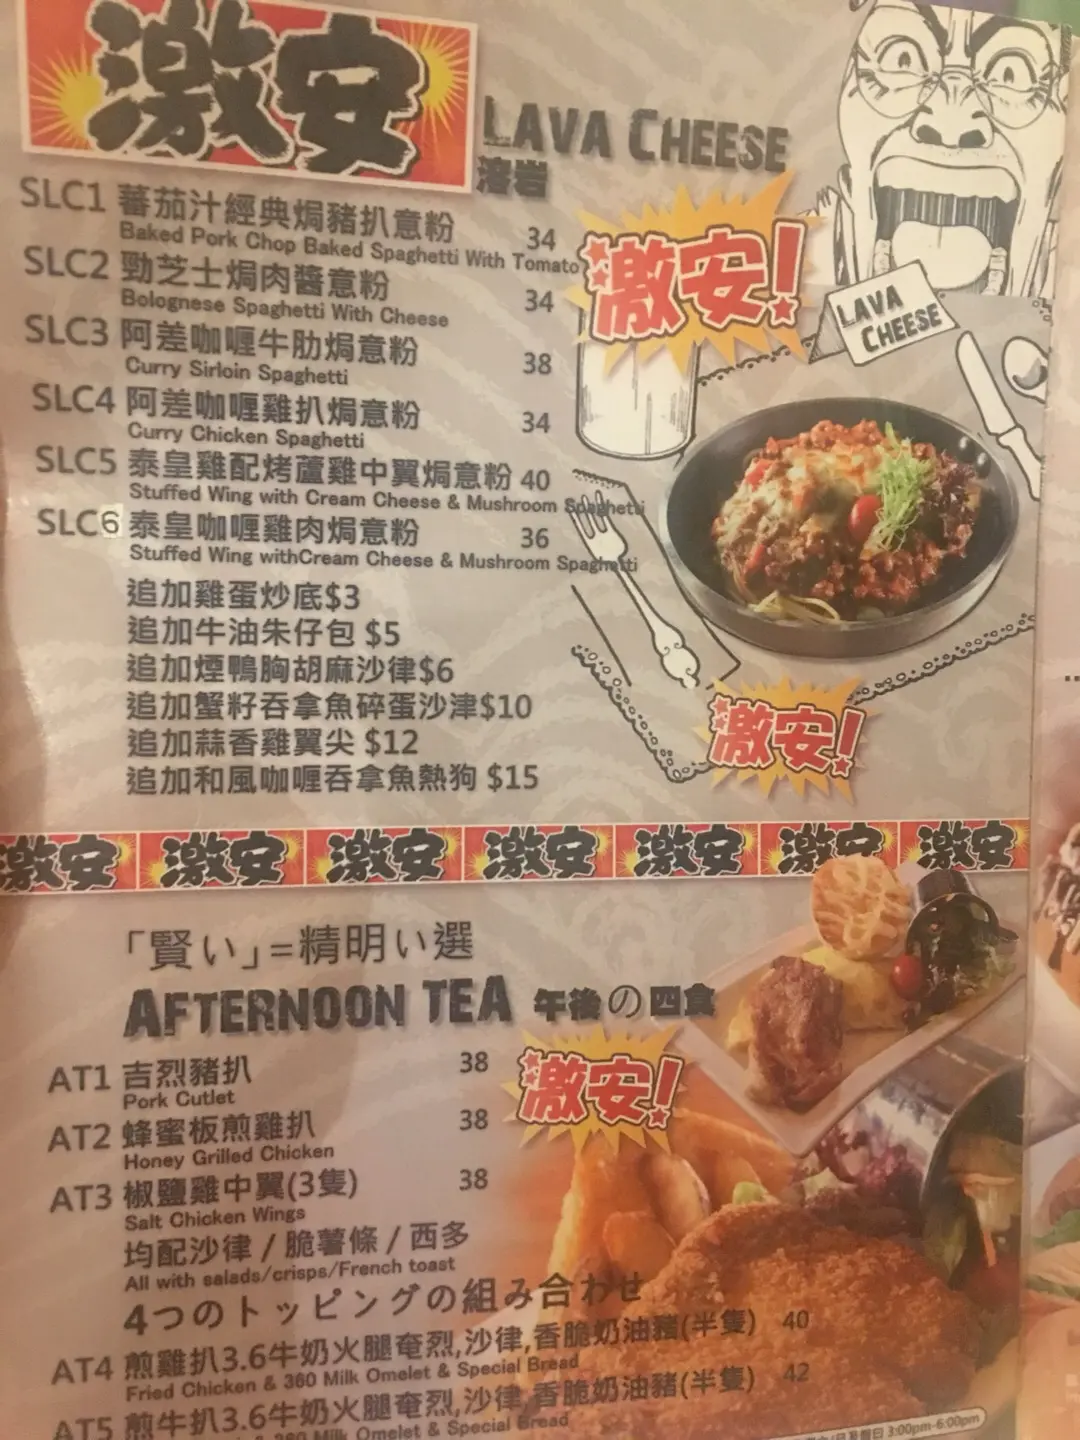 激安
LAVA CHEESE
溶岩
SLC1 蕃茄汁經典焗豬扒意粉 34
Baked Pork Chop Baked Spaghetti With Tomato
SLC2 勁芝士焗肉醬意粉 34
Bolognese Spaghetti With Cheese
SLC3 阿差咖喱牛肋焗意粉 38
Curry Sirloin Spaghetti
SLC4 阿差咖喱雞扒焗意粉 34
Curry Chicken Spaghetti
SLC5 泰皇雞配烤蘆雞中翼焗意粉 40
Stuffed Wing with Cream Cheese & Mushroom Spaghetti
SLC6 泰皇咖喱雞肉焗意粉 36
Stuffed Wing withCream Cheese & Mushroom Spaghetti
追加雞蛋炒底$3
追加牛油朱仔包 $5
追加煙鴨胸胡麻沙律$6
追加蟹籽吞拿魚碎蛋沙津$10
追加蒜香雞翼尖 $12
追加和風咖喱吞拿魚熱狗 $15
激安!
LAVA
CHEESE
激安!
激安 激安 激安 激安 激安 激安 激安
「賢い」=精明い選
AFTERNOON TEA 午後の四食
AT1 吉烈豬扒 38
Pork Cutlet
AT2 蜂蜜板煎雞扒 38
Honey Grilled Chicken
AT3 椒鹽雞中翼(3隻) 38
Salt Chicken Wings
激安!
均配沙律 / 脆薯條 / 西多
All with salads/crisps/French toast
4つのトッピングの組み合わせ
AT4 煎雞扒3.6牛奶火腿奄烈,沙律,香脆奶油豬(半隻) 40
Fried Chicken & 360 Milk Omelet & Special Bread
AT5 煎牛扒3.6牛奶火腿奄烈,沙律,香脆奶油豬(半隻) 42
& 360 Milk Omelet & Special Bread
3:00pm-6:00pm